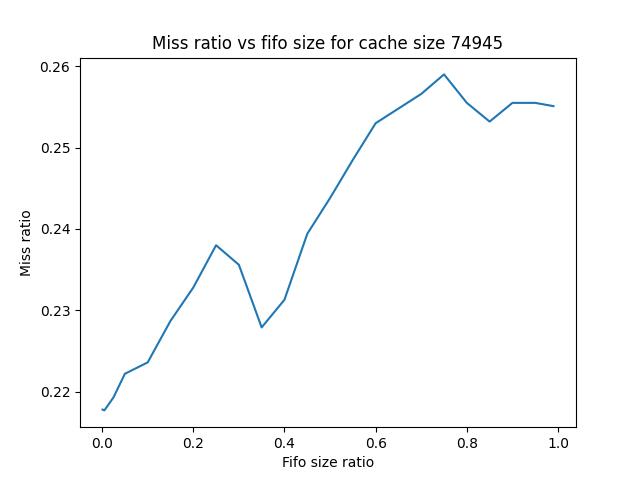 Miss ratio vs fifo size for cache size 74945
0.26
0.25
0.24
0.23
0.22
Miss ratio
0.0 0.2 0.4 0.6 0.8 1.0
Fifo size ratio